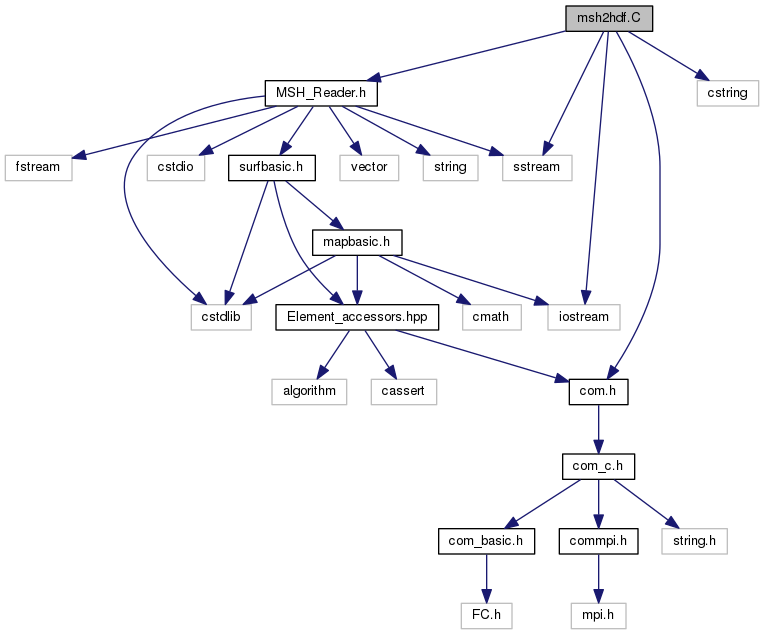 msh2hdf.C
MSH_Reader.h
cstring
fstream
cstdio
surfbasic.h
vector
string
sstream
mapbasic.h
cstdlib
Element_accessors.hpp
cmath
iostream
algorithm
cassert
com.h
com_c.h
com_basic.h
commpi.h
string.h
FC.h
mpi.h